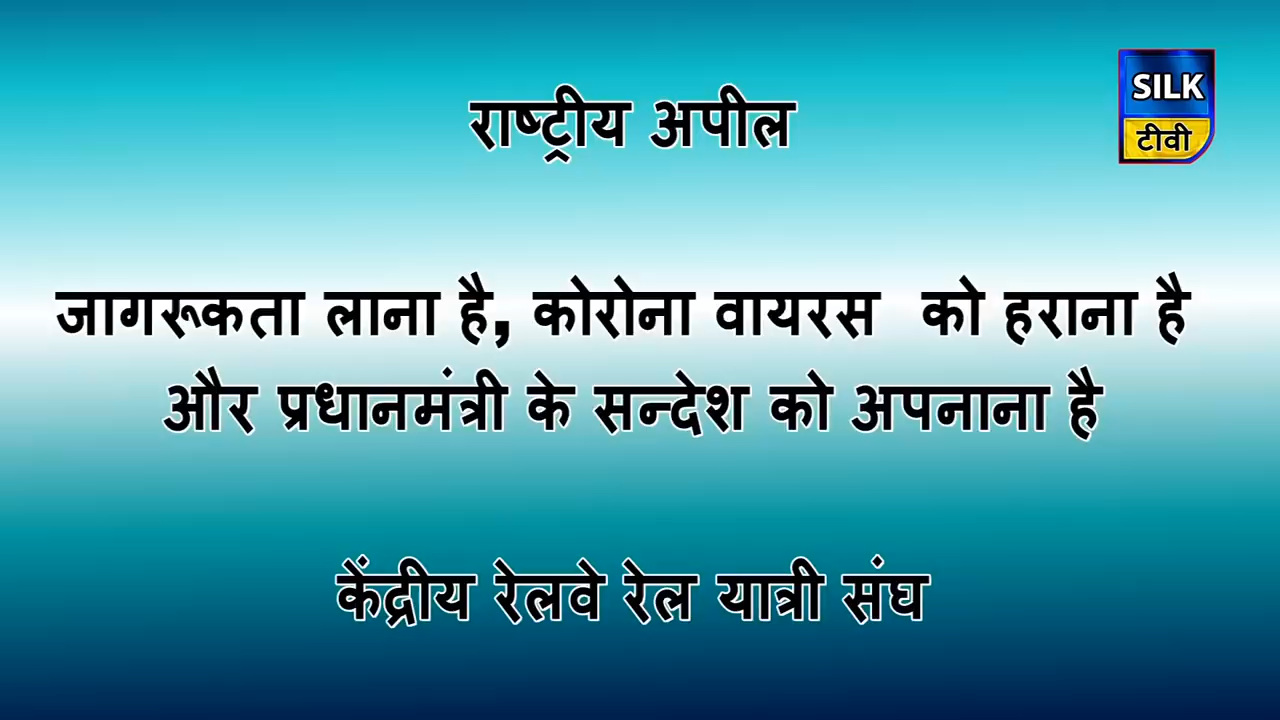 राष्ट्रीय अपील
SILK
टीवी
जागरूकता लाना है, कोरोना वायरस को हराना है
और प्रधानमंत्री के सन्देश को अपनाना है
केंद्रीय रेलवे रेल यात्री संघ